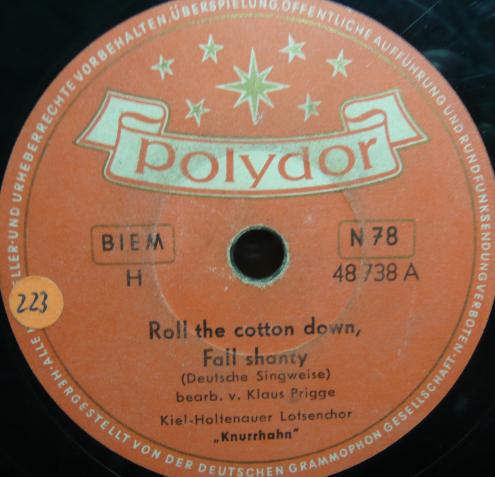 polydor
BIEM
N 78
H
48 738 A
223
Roll the cotton down,
Fall shanty
(Deutsche Singweise)
bearb. v. Klaus Prigge
Kiel-Holtenauer Lotsenchor
„Knurrhahn"
ALLE HERSTELLER- UND URHEBERRECHTE VORBEHALTEN. ÜBERSPIELUNG, ÖFFENTLICHE AUFFÜHRUNG UND RUNDFUNKSENDUNG VERBOTEN.
HERGESTELLT VON DER DEUTSCHEN GRAMMOPHON GESELLSCHAFT